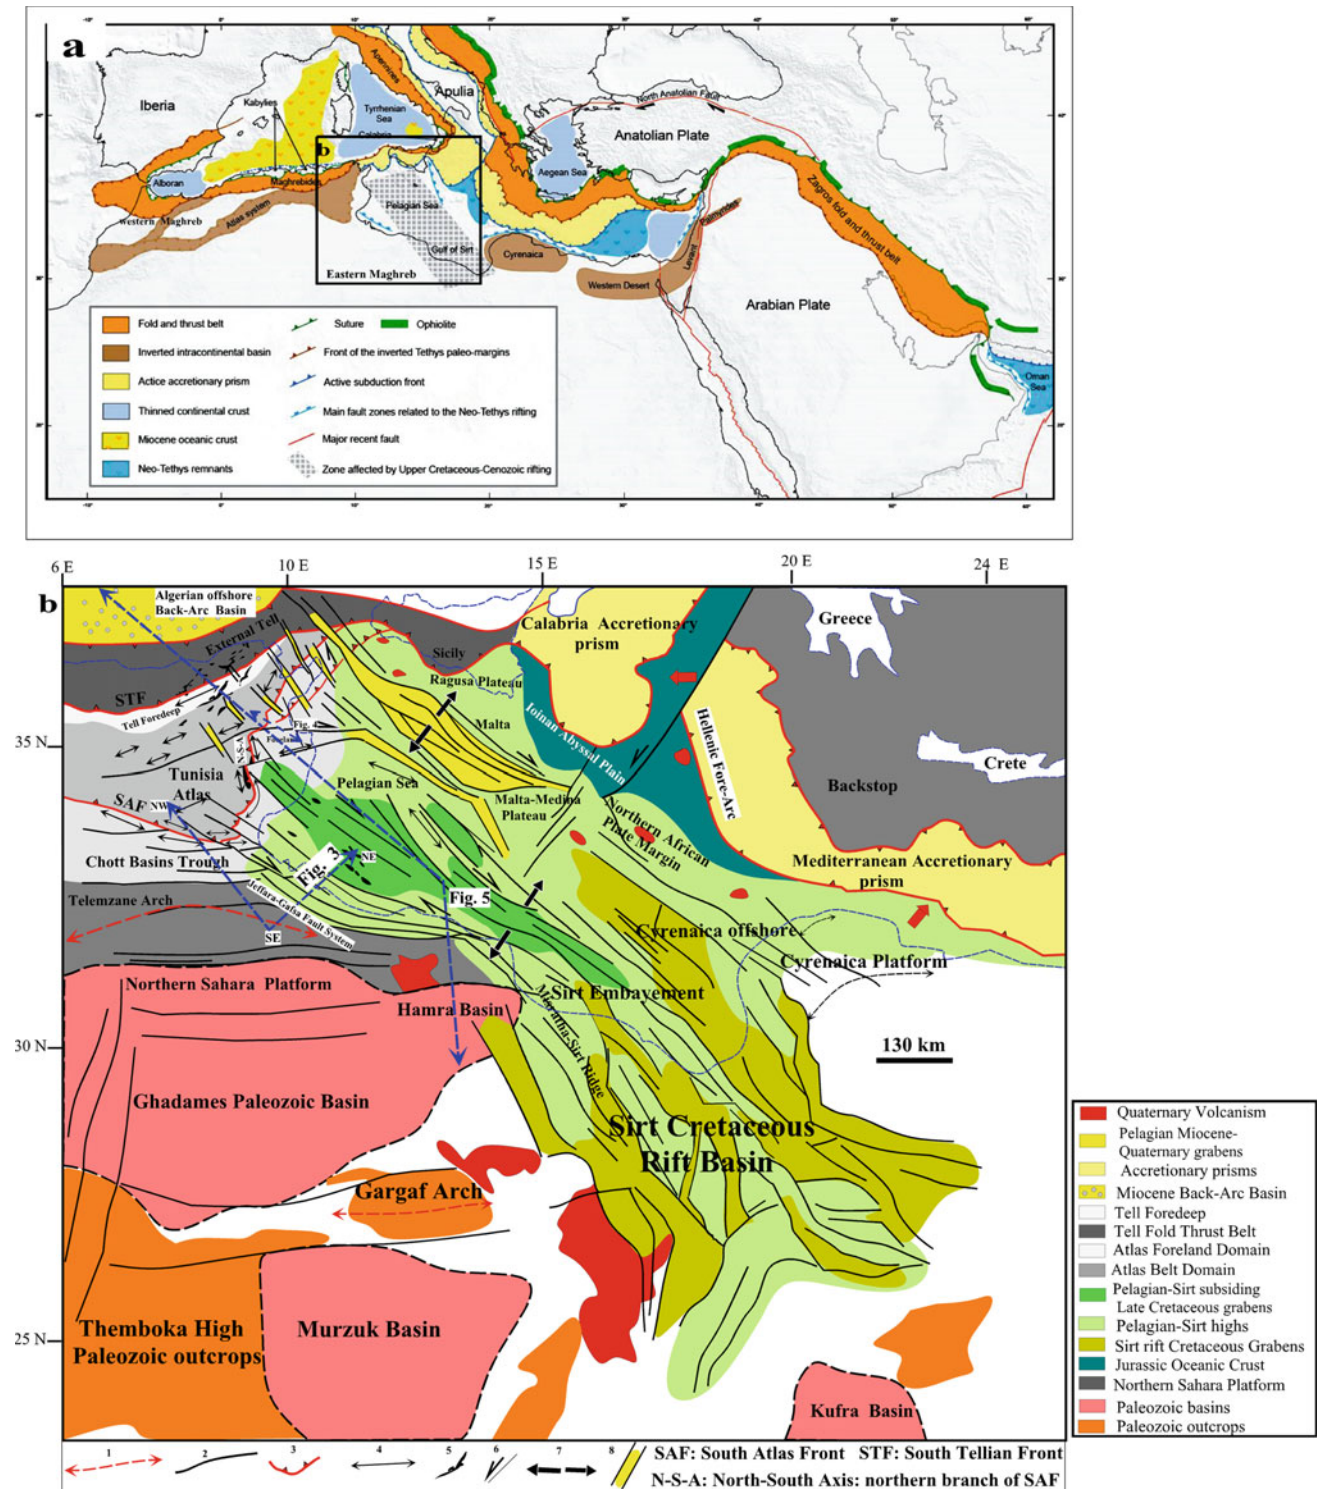 a
Iberia
Kabylies
Apennines
Apulia
Tyrrhenian
Sea
Calabria
b
North Anatolian Fault
Anatolian Plate
Aegean Sea
Alboran
Maghrebides
western Maghreb
Atlas system
Pelagian Sea
Gulf of Sirt
Eastern Maghreb
Cyrenaica
Western Desert
Levant
Palmyrides
Zagros fold and thrust belt
Arabian Plate
Oman
Sea
Fold and thrust belt
Inverted intracontinental basin
Actice accretionary prism
Thinned continental crust
Miocene oceanic crust
Neo-Tethys remnants
Suture
Ophiolite
Front of the inverted Tethys paleo-margins
Active subduction front
Main fault zones related to the Neo-Tethys rifting
Major recent fault
Zone affected by Upper Cretaceous-Cenozoic rifting
6 E
10 E
15 E
20 E
24 E
b
Algerian offshore
Back-Arc Basin
External Tell
STF
Tell Foredeep
Sicily
Ragusa Plateau
Malta
Calabria Accretionary
prism
Ioinan Abyssal Plain
Greece
Hellenic Fore-Arc
Crete
Backstop
35 N
N-S-A
Fig. 4
Tunisia
Atlas
SAF
NW
Pelagian Sea
Malta-Medina
Plateau
Northern African
Plate Margin
Mediterranean Accretionary
prism
Chott Basins Trough
Fig. 3
NE
Fig. 5
Jeffara-Gafsa Fault System
Telemzane Arch
SE
Cyrenaica offshore
Cyrenaica Platform
Northern Sahara Platform
Hamra Basin
Sirt Embayement
30 N
130 km
Ghadames Paleozoic Basin
Sirt Cretaceous
Rift Basin
Gargaf Arch
25 N
Themboka High
Paleozoic outcrops
Murzuk Basin
Kufra Basin
Quaternary Volcanism
Pelagian Miocene-
Quaternary grabens
Accretionary prisms
Miocene Back-Arc Basin
Tell Foredeep
Tell Fold Thrust Belt
Atlas Foreland Domain
Atlas Belt Domain
Pelagian-Sirt subsiding
Late Cretaceous grabens
Pelagian-Sirt highs
Sirt rift Cretaceous Grabens
Jurassic Oceanic Crust
Northern Sahara Platform
Paleozoic basins
Paleozoic outcrops
1 2 3 4 5 6 7 8
SAF: South Atlas Front STF: South Tellian Front
N-S-A: North-South Axis: northern branch of SAF